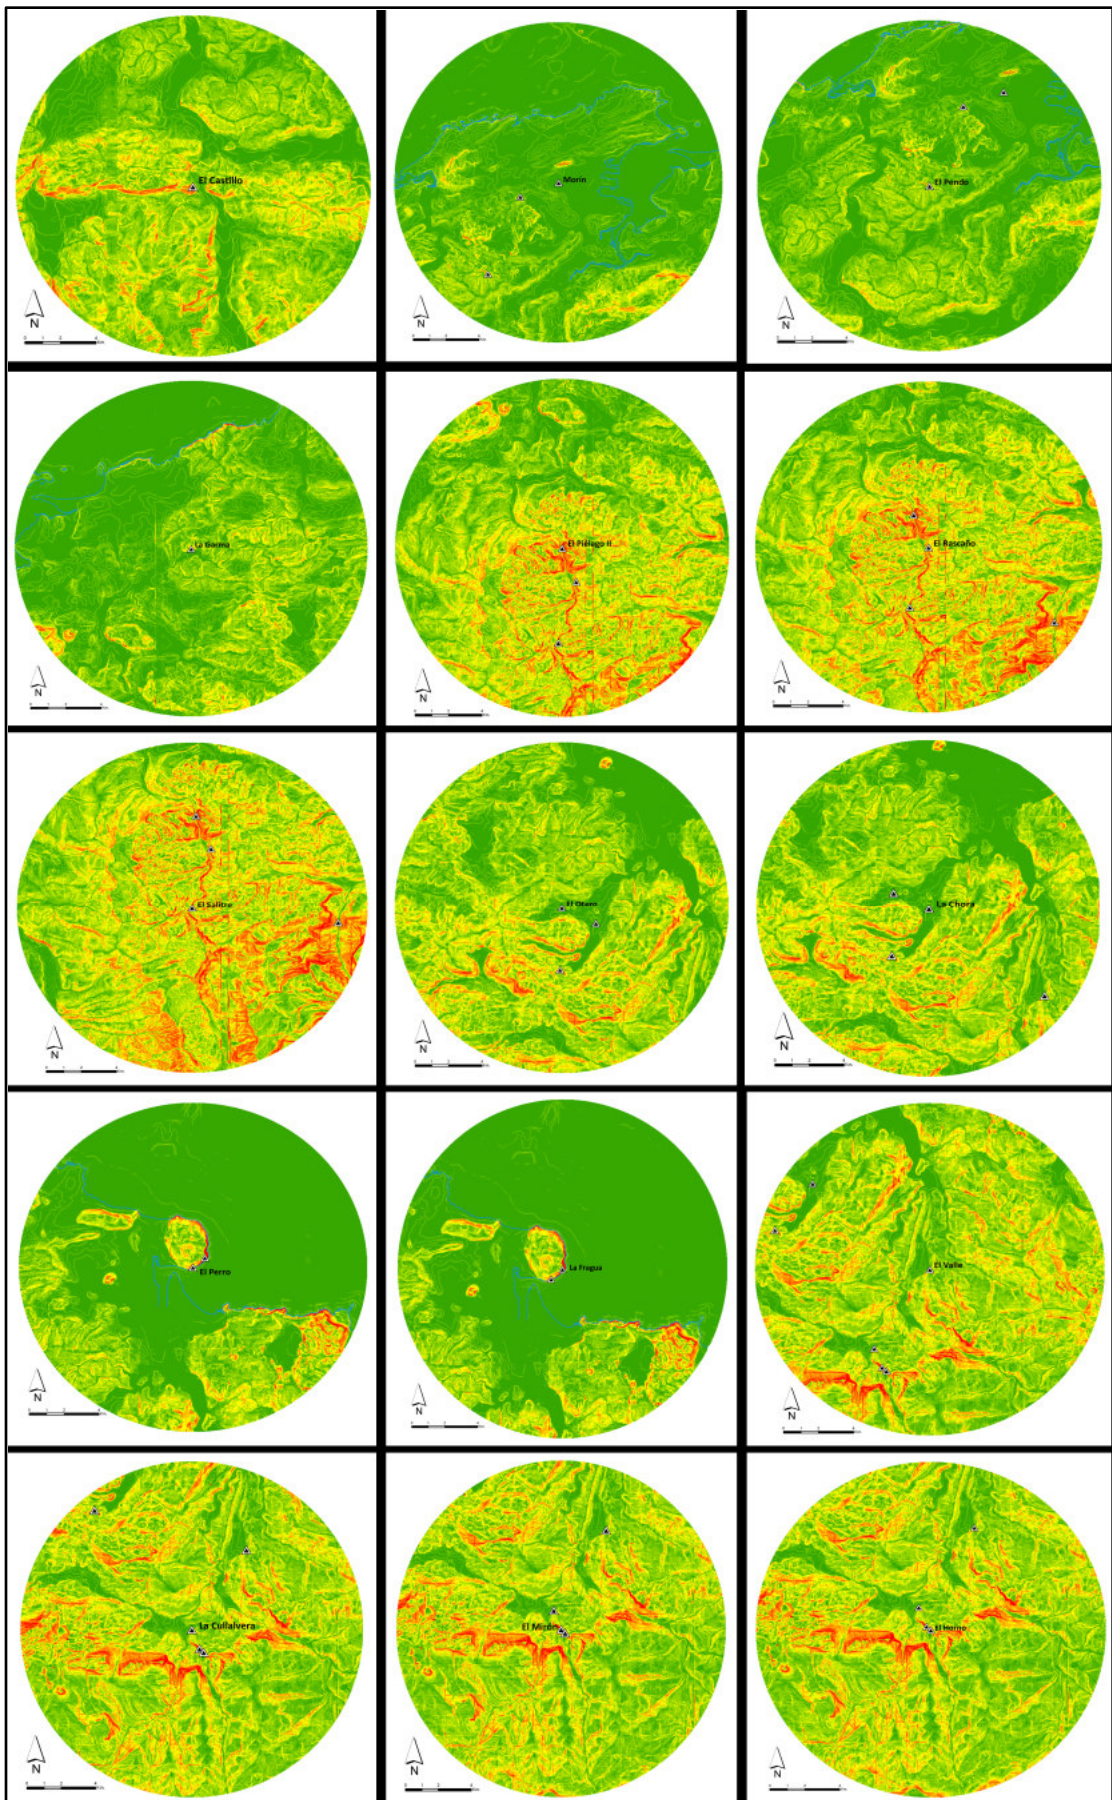 El Castillo
N
Morín
N
El Pendo
N
La Garma
N
El Piélago II
N
El Rascaño
N
El Salitre
N
El Otero
N
La Chora
N
El Perro
N
La Fragua
N
El Valle
N
La Cullalvera
N
El Mirón
N
El Horno
N